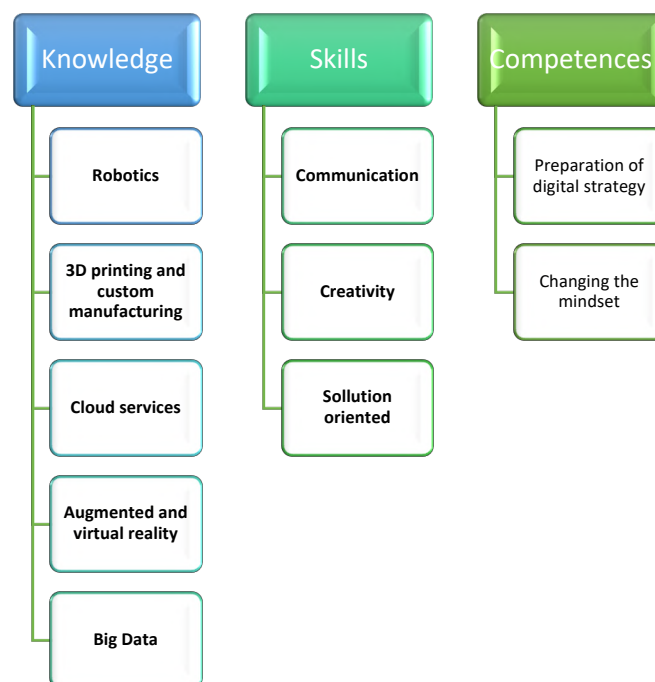 Knowledge
Robotics
3D printing and
custom
manufacturing
Cloud services
Augmented and
virtual reality
Big Data
Skills
Communication
Creativity
Sollution
oriented
Competences
Preparation of
digital strategy
Changing the
mindset